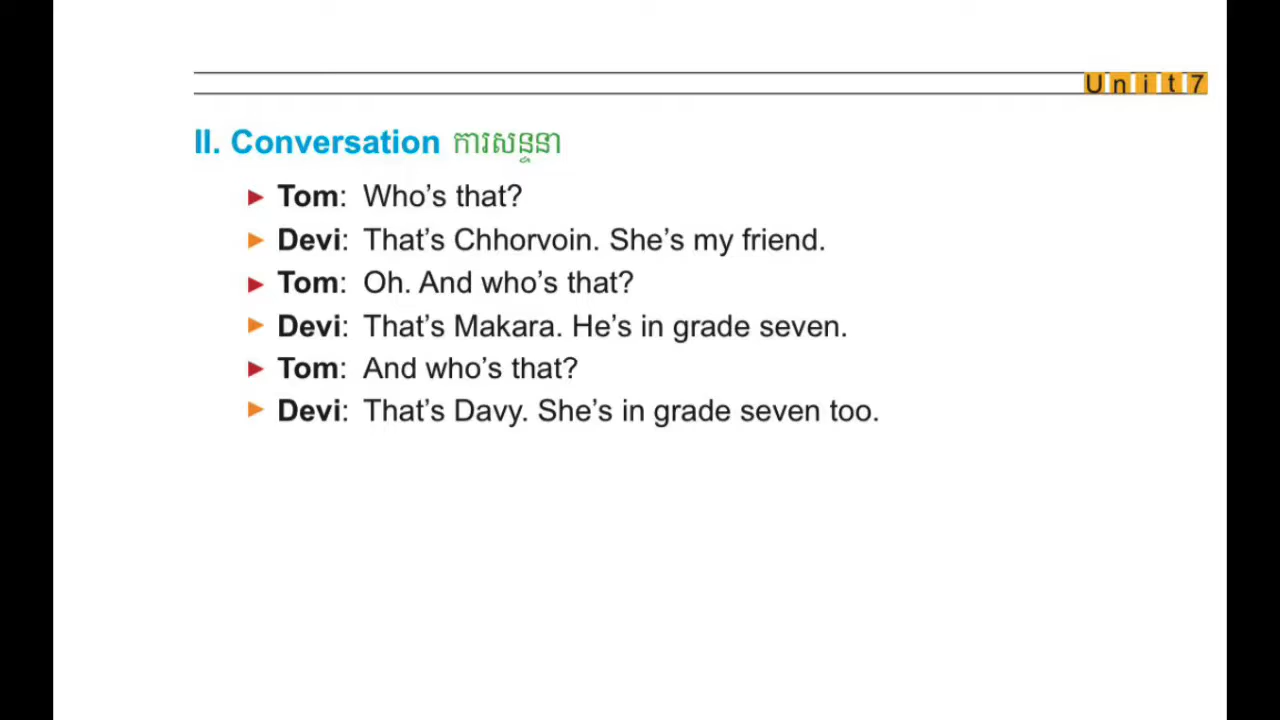 Unit7
II. Conversation ការសន្ទនា
► Tom: Who's that?
► Devi: That's Chhorvoin. She's my friend.
► Tom: Oh. And who's that?
► Devi: That's Makara. He's in grade seven.
► Tom: And who's that?
► Devi: That's Davy. She's in grade seven too.